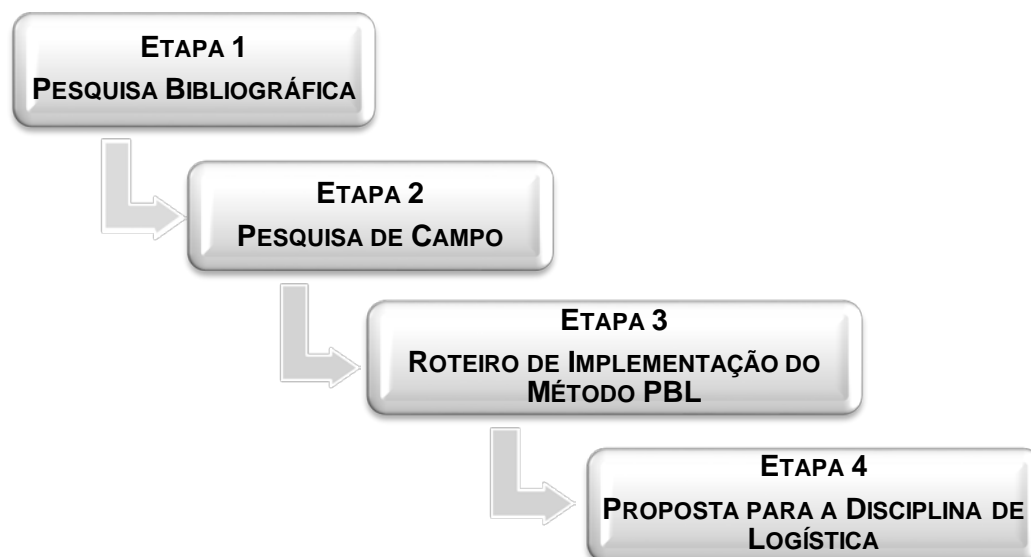 ETAPA 1
PESQUISA BIBLIOGRÁFICA
ETAPA 2
PESQUISA DE CAMPO
ETAPA 3
ROTEIRO DE IMPLEMENTAÇÃO DO
MÉTODO PBL
ETAPA 4
PROPOSTA PARA A DISCIPLINA DE
LOGÍSTICA